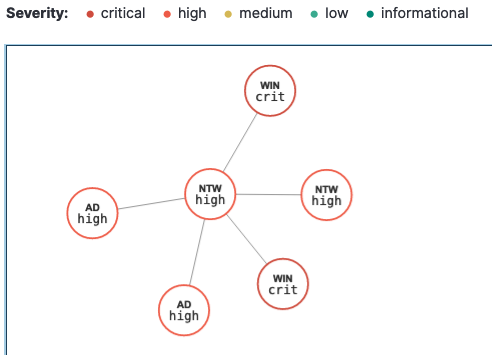 Severity: critical high medium low informational
WIN
crit
NTW
high
NTW
high
AD
high
WIN
crit
AD
high